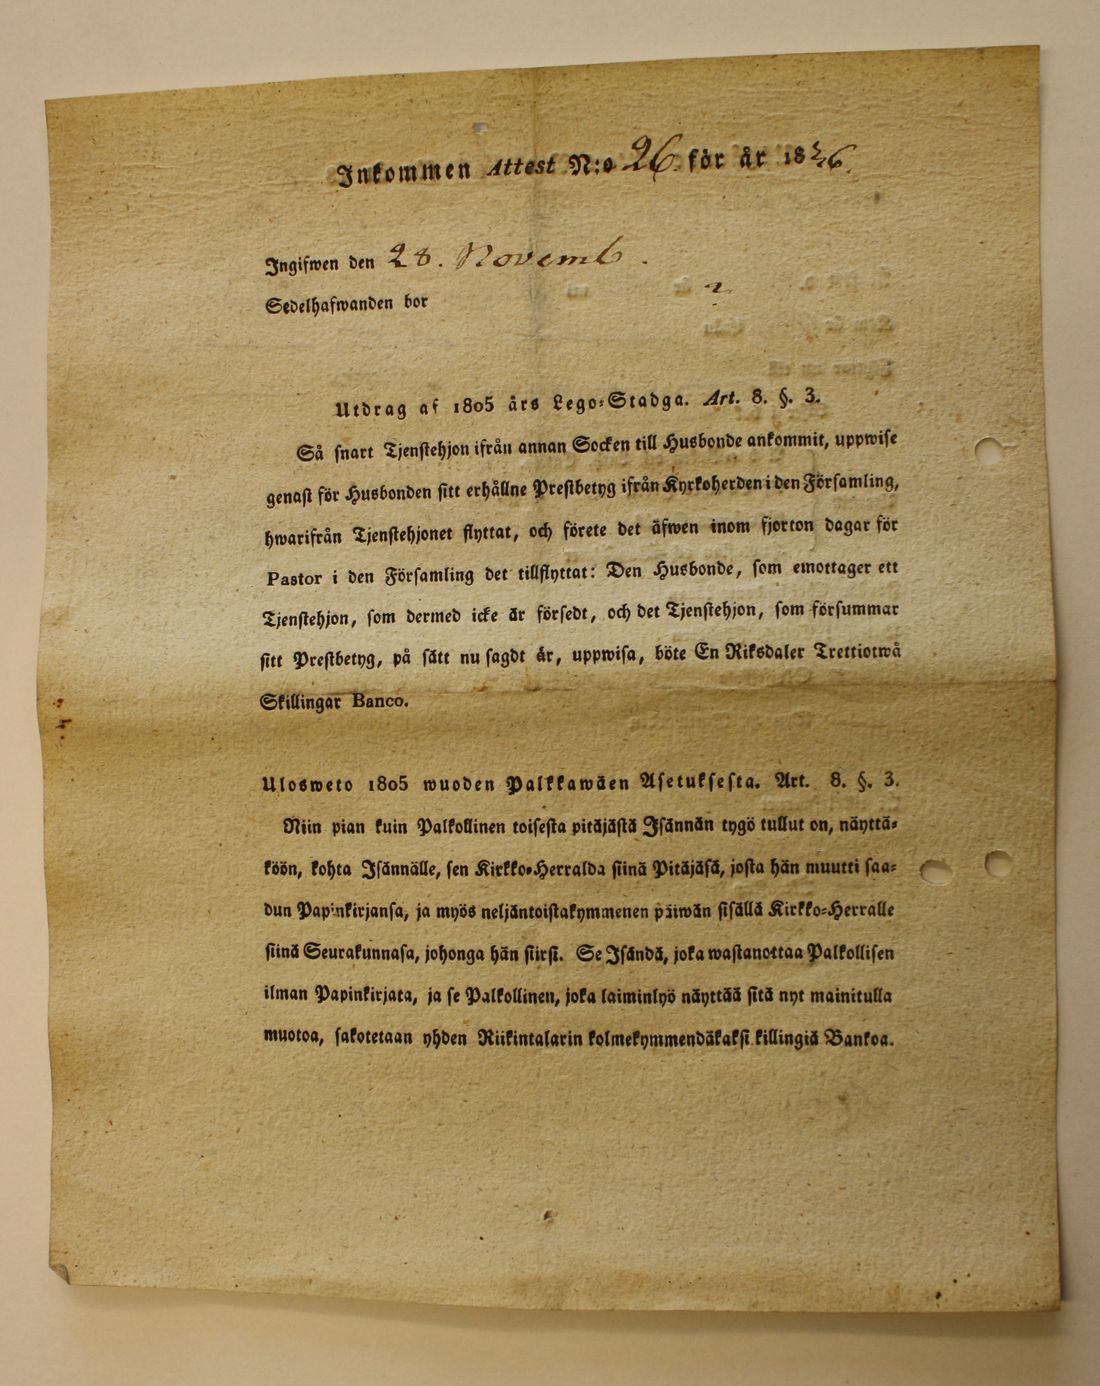 Inkommen Attest N:o 26. för år 1826.
Ingifwen den 28. Novemb.
Sedelhafwanden bor
Utdrag af 1805 års Lego-Stadga. Art. 8. §. 3.
Så snart Tjenstehjon ifrån annan Socken till Husbonde ankommit, uppwise
genast för Husbonden sitt erhållne Prestbetyg ifrån Kyrkoherden i den Församling,
hwarifrån Tjenstehjonet flyttat, och förete det äfwen inom fjorton dagar för
Pastor i den Församling det tillflyttat: Den Husbonde, som emottager ett
Tjenstehjon, som dermed icke är försedt, och det Tjenstehjon, som försummar
sitt Prestbetyg, på sätt nu sagdt är, uppwisa, böte En Riksdaler Trettiotwå
Skillingar Banco.
Ulosweto 1805 wuoden Palkkawäen Asetuksesta. Art. 8. §. 3.
Niin pian kuin Palkollinen toisesta pitäjästä Isännän tygö tullut on, näyttä-
köön, kohta Isännälle, sen Kirkko-Herralda siinä Pitäjäsä, josta hän muutti saa-
dun Papinkirjansa, ja myös neljäntoistakymmenen päiwän sisällä Kirkko-Herralle
siinä Seurakunnasa, johonga hän siirsi. Se Isändä, joka wastanottaa Palkollisen
ilman Papinkirjata, ja se Palkollinen, joka laiminlyö näyttää sitä nyt mainitulla
muotoa, sakotetaan yhden Riikintalarin kolmekymmendäkaksi killingiä Bankoa.